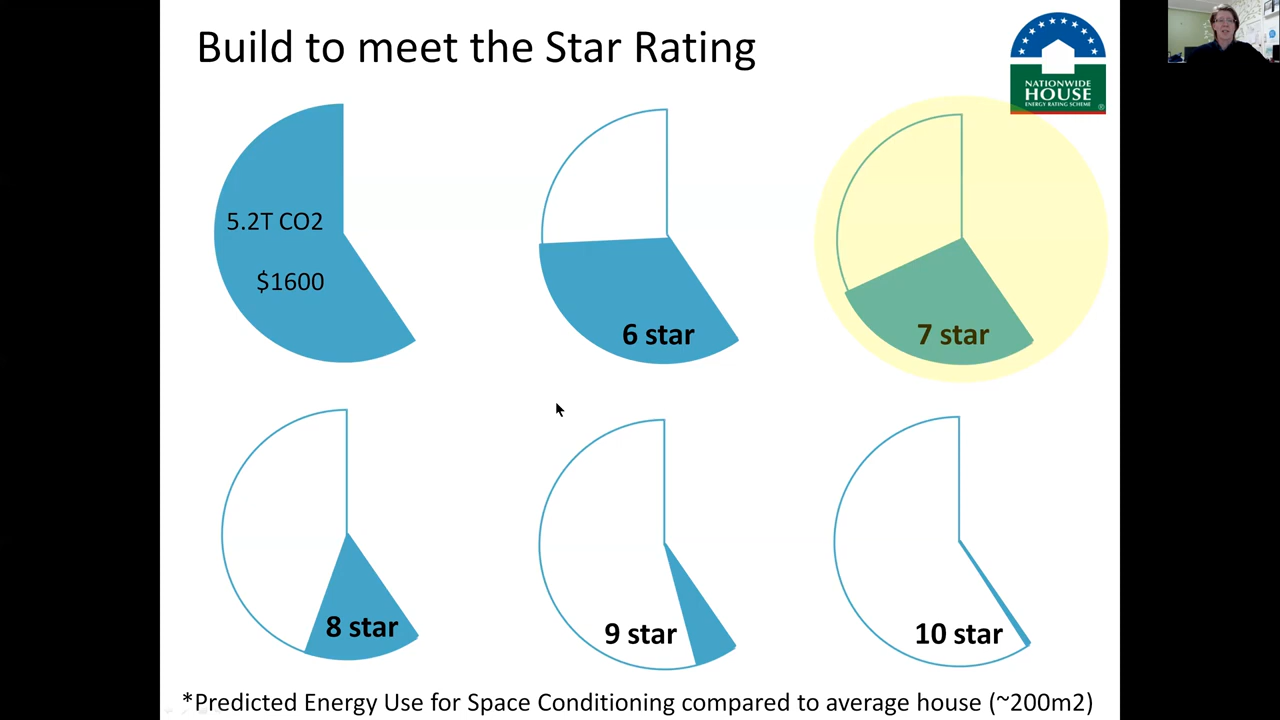 Build to meet the Star Rating
NATIONWIDE
HOUSE
ENERGY RATING SCHEME
®
5.2T CO2
$1600
6 star
7 star
8 star
9 star
10 star
*Predicted Energy Use for Space Conditioning compared to average house (~200m2)